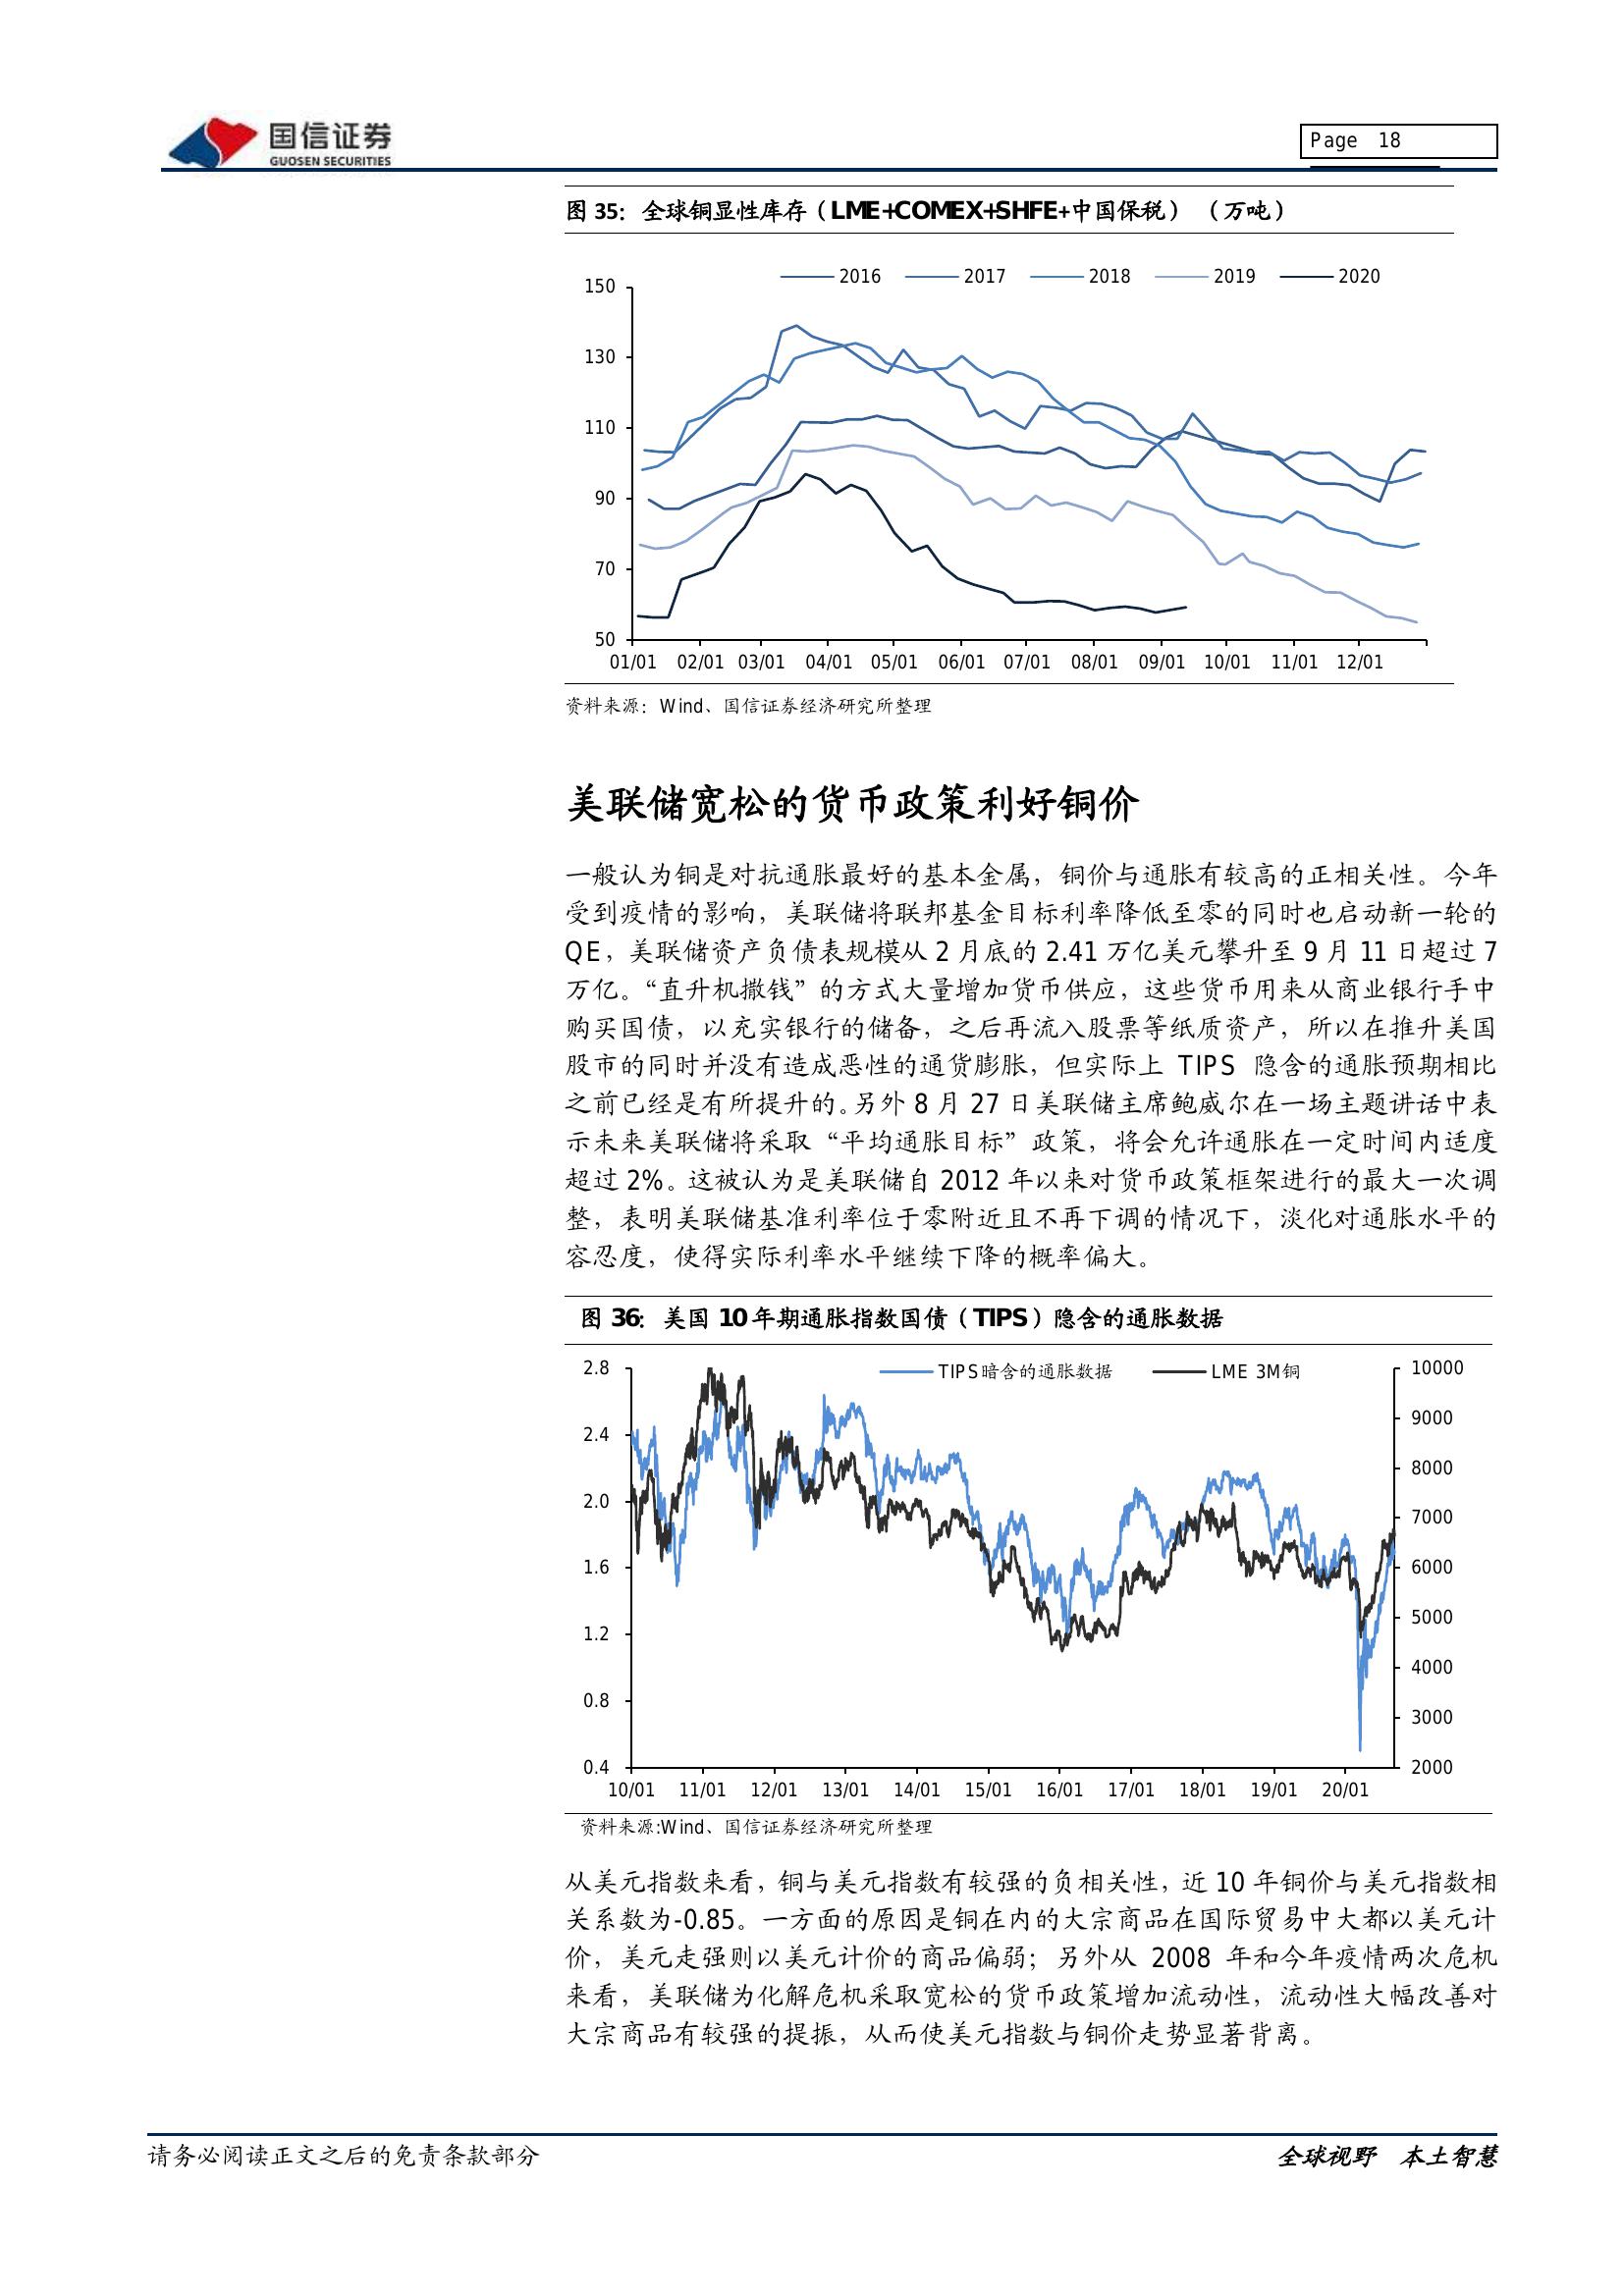 国信证券
GUOSEN SECURITIES
Page 18
图 35：全球铜显性库存（LME+COMEX+SHFE+中国保税）（万吨）
2016 2017 2018 2019 2020
150
130
110
90
70
50
01/01 02/01 03/01 04/01 05/01 06/01 07/01 08/01 09/01 10/01 11/01 12/01
资料来源：Wind、国信证券经济研究所整理
美联储宽松的货币政策利好铜价
一般认为铜是对抗通胀最好的基本金属，铜价与通胀有较高的正相关性。今年
受到疫情的影响，美联储将联邦基金目标利率降低至零的同时也启动新一轮的
QE，美联储资产负债表规模从 2 月底的 2.41 万亿美元攀升至 9 月 11 日超过 7
万亿。“直升机撒钱”的方式大量增加货币供应，这些货币用来从商业银行手中
购买国债，以充实银行的储备，之后再流入股票等纸质资产，所以在推升美国
股市的同时并没有造成恶性的通货膨胀，但实际上 TIPS 隐含的通胀预期相比
之前已经是有所提升的。另外 8 月 27 日美联储主席鲍威尔在一场主题讲话中表
示未来美联储将采取“平均通胀目标”政策，将会允许通胀在一定时间内适度
超过 2%。这被认为是美联储自 2012 年以来对货币政策框架进行的最大一次调
整，表明美联储基准利率位于零附近且不再下调的情况下，淡化对通胀水平的
容忍度，使得实际利率水平继续下降的概率偏大。
图 36：美国 10 年期通胀指数国债（TIPS）隐含的通胀数据
TIPS暗含的通胀数据 LME 3M铜
2.8 10000
9000
2.4
8000
2.0
7000
1.6 6000
5000
1.2
4000
0.8
3000
0.4 2000
10/01 11/01 12/01 13/01 14/01 15/01 16/01 17/01 18/01 19/01 20/01
资料来源:Wind、国信证券经济研究所整理
从美元指数来看，铜与美元指数有较强的负相关性，近 10 年铜价与美元指数相
关系数为-0.85。一方面的原因是铜在内的大宗商品在国际贸易中大都以美元计
价，美元走强则以美元计价的商品偏弱；另外从 2008 年和今年疫情两次危机
来看，美联储为化解危机采取宽松的货币政策增加流动性，流动性大幅改善对
大宗商品有较强的提振，从而使美元指数与铜价走势显著背离。
请务必阅读正文之后的免责条款部分
全球视野 本土智慧